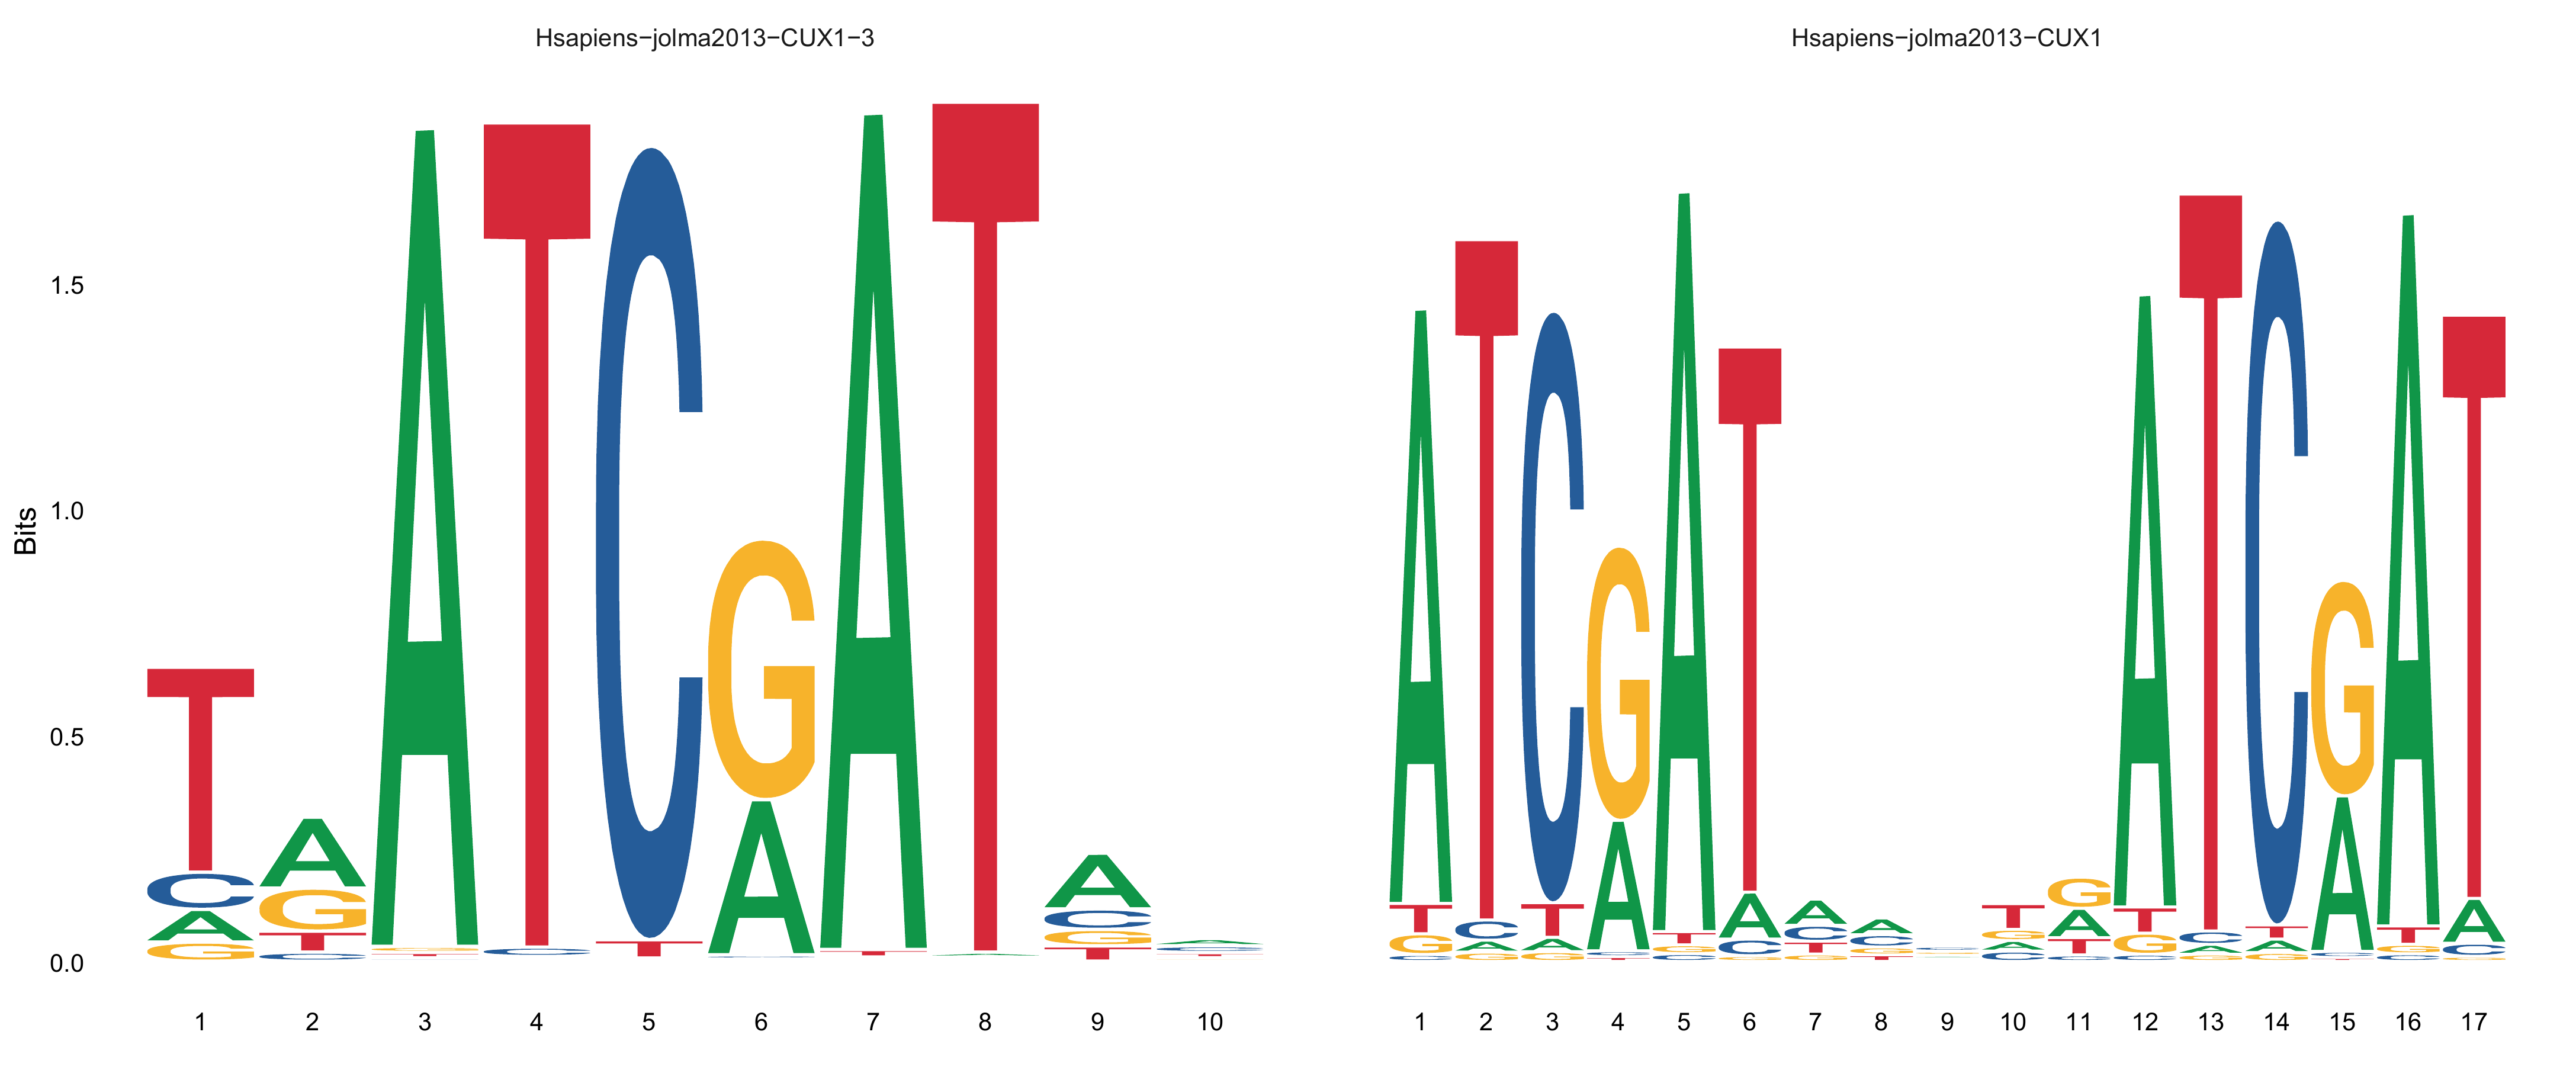 Hsapiens−jolma2013−CUX1−3
Hsapiens−jolma2013−CUX1
Bits
1.5
1.0
0.5
0.0
T A A T C G A T A A
C G G C T A T A C C
A T T G T
G C T
A T C G A T A A C T G A T C G A T
T C T A T A C C G A T C T A T A
G A A C G C T G A T G A A C G C
C G G T C G G T C C C G G T C G
1 2 3 4 5 6 7 8 9 10
1 2 3 4 5 6 7 8 9 10 11 12 13 14 15 16 17